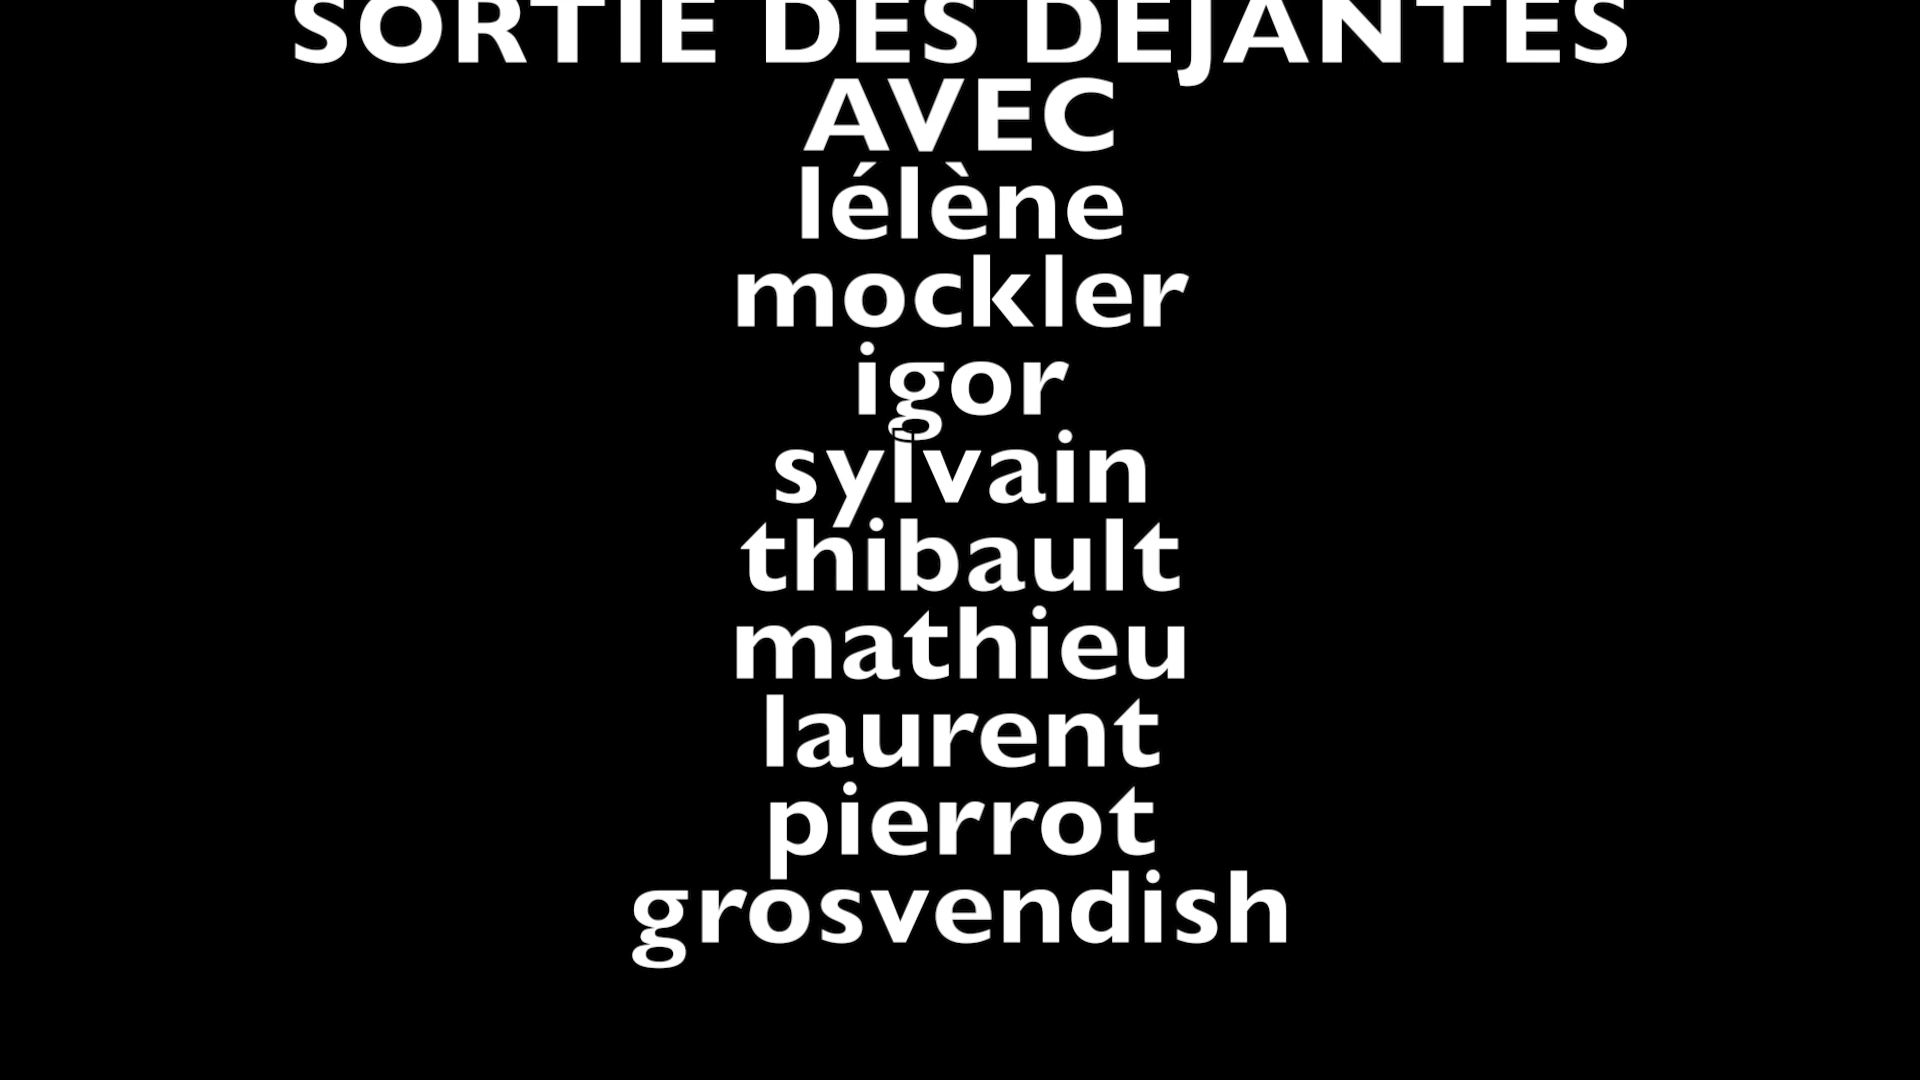 SORTIE DES DEJANTES
AVEC
lélène
mockler
igor
sylvain
thibault
mathieu
laurent
pierrot
grosvendish